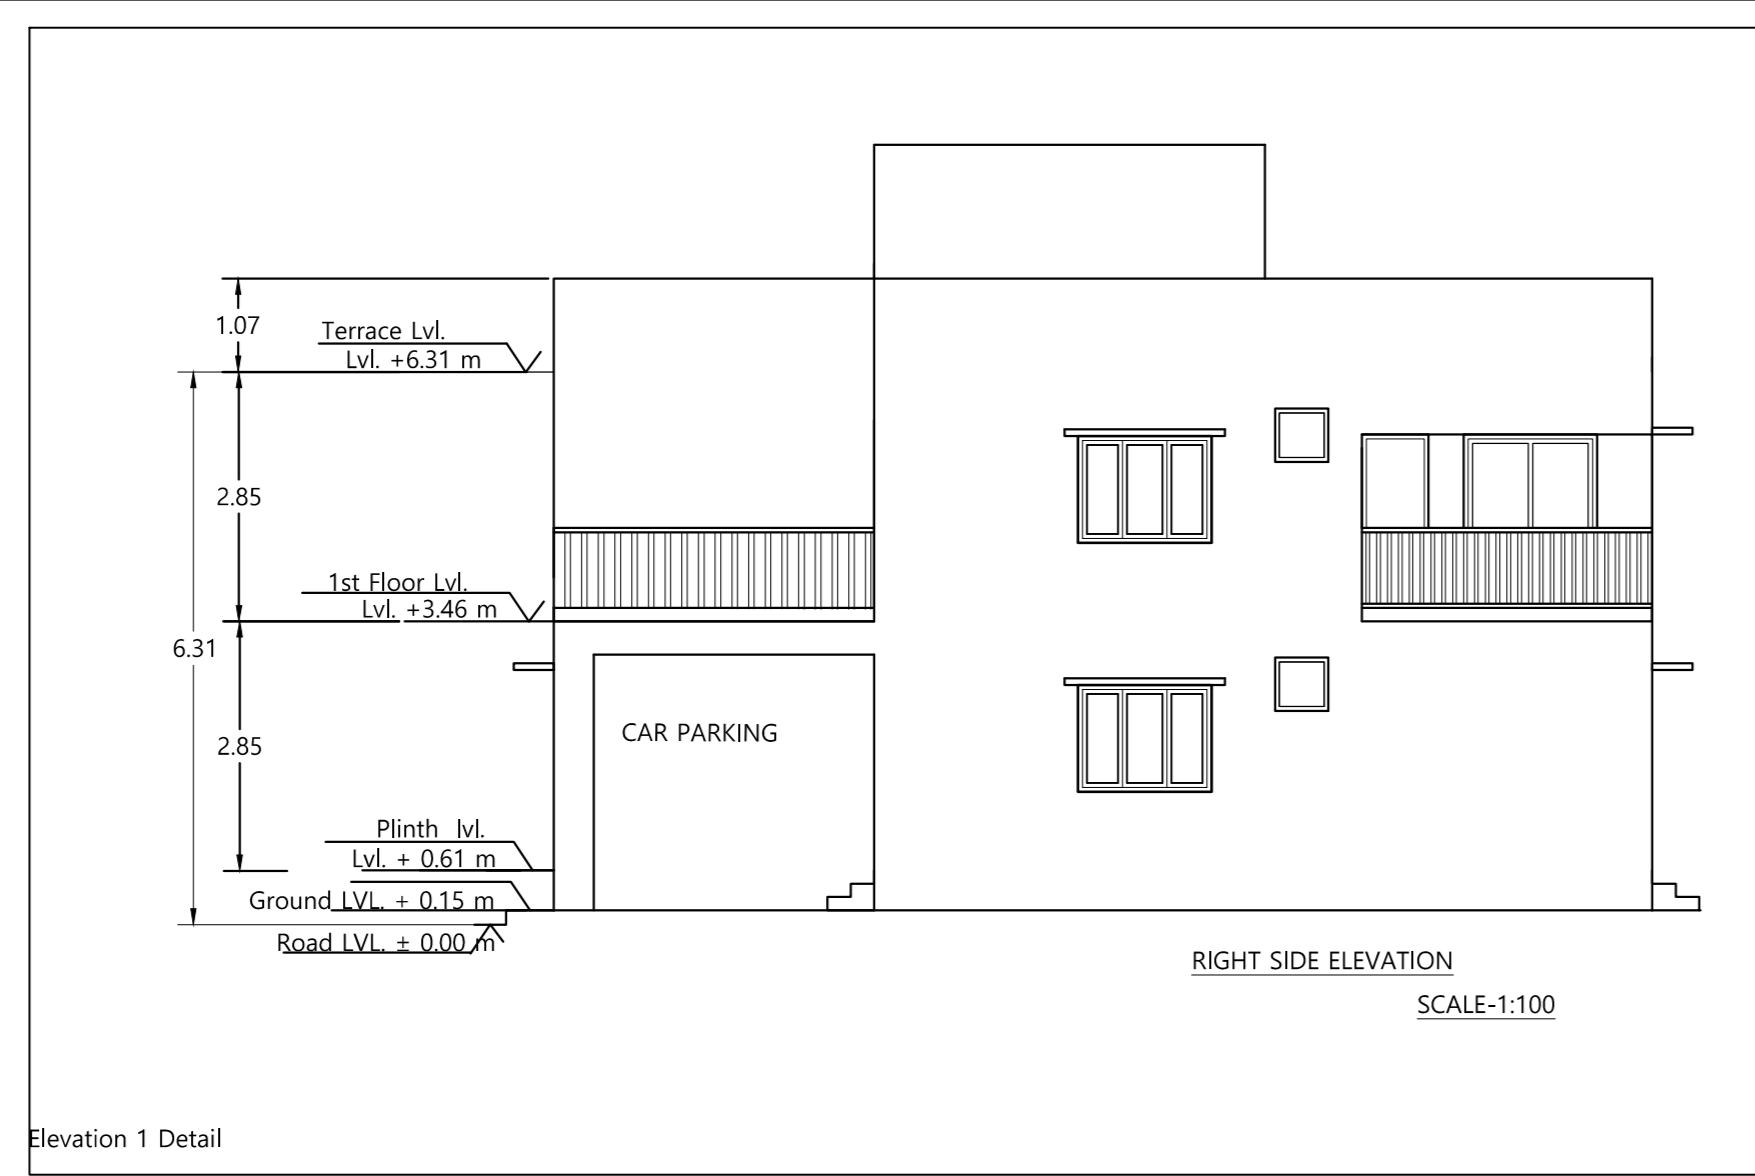 1.07
Terrace Lvl.
Lvl. +6.31 m
2.85
1st Floor Lvl.
Lvl. +3.46 m
6.31
CAR PARKING
2.85
Plinth lvl.
Lvl. + 0.61 m
Ground LVL. + 0.15 m
Road LVL. ± 0.00 m
RIGHT SIDE ELEVATION
SCALE-1:100
Elevation 1 Detail